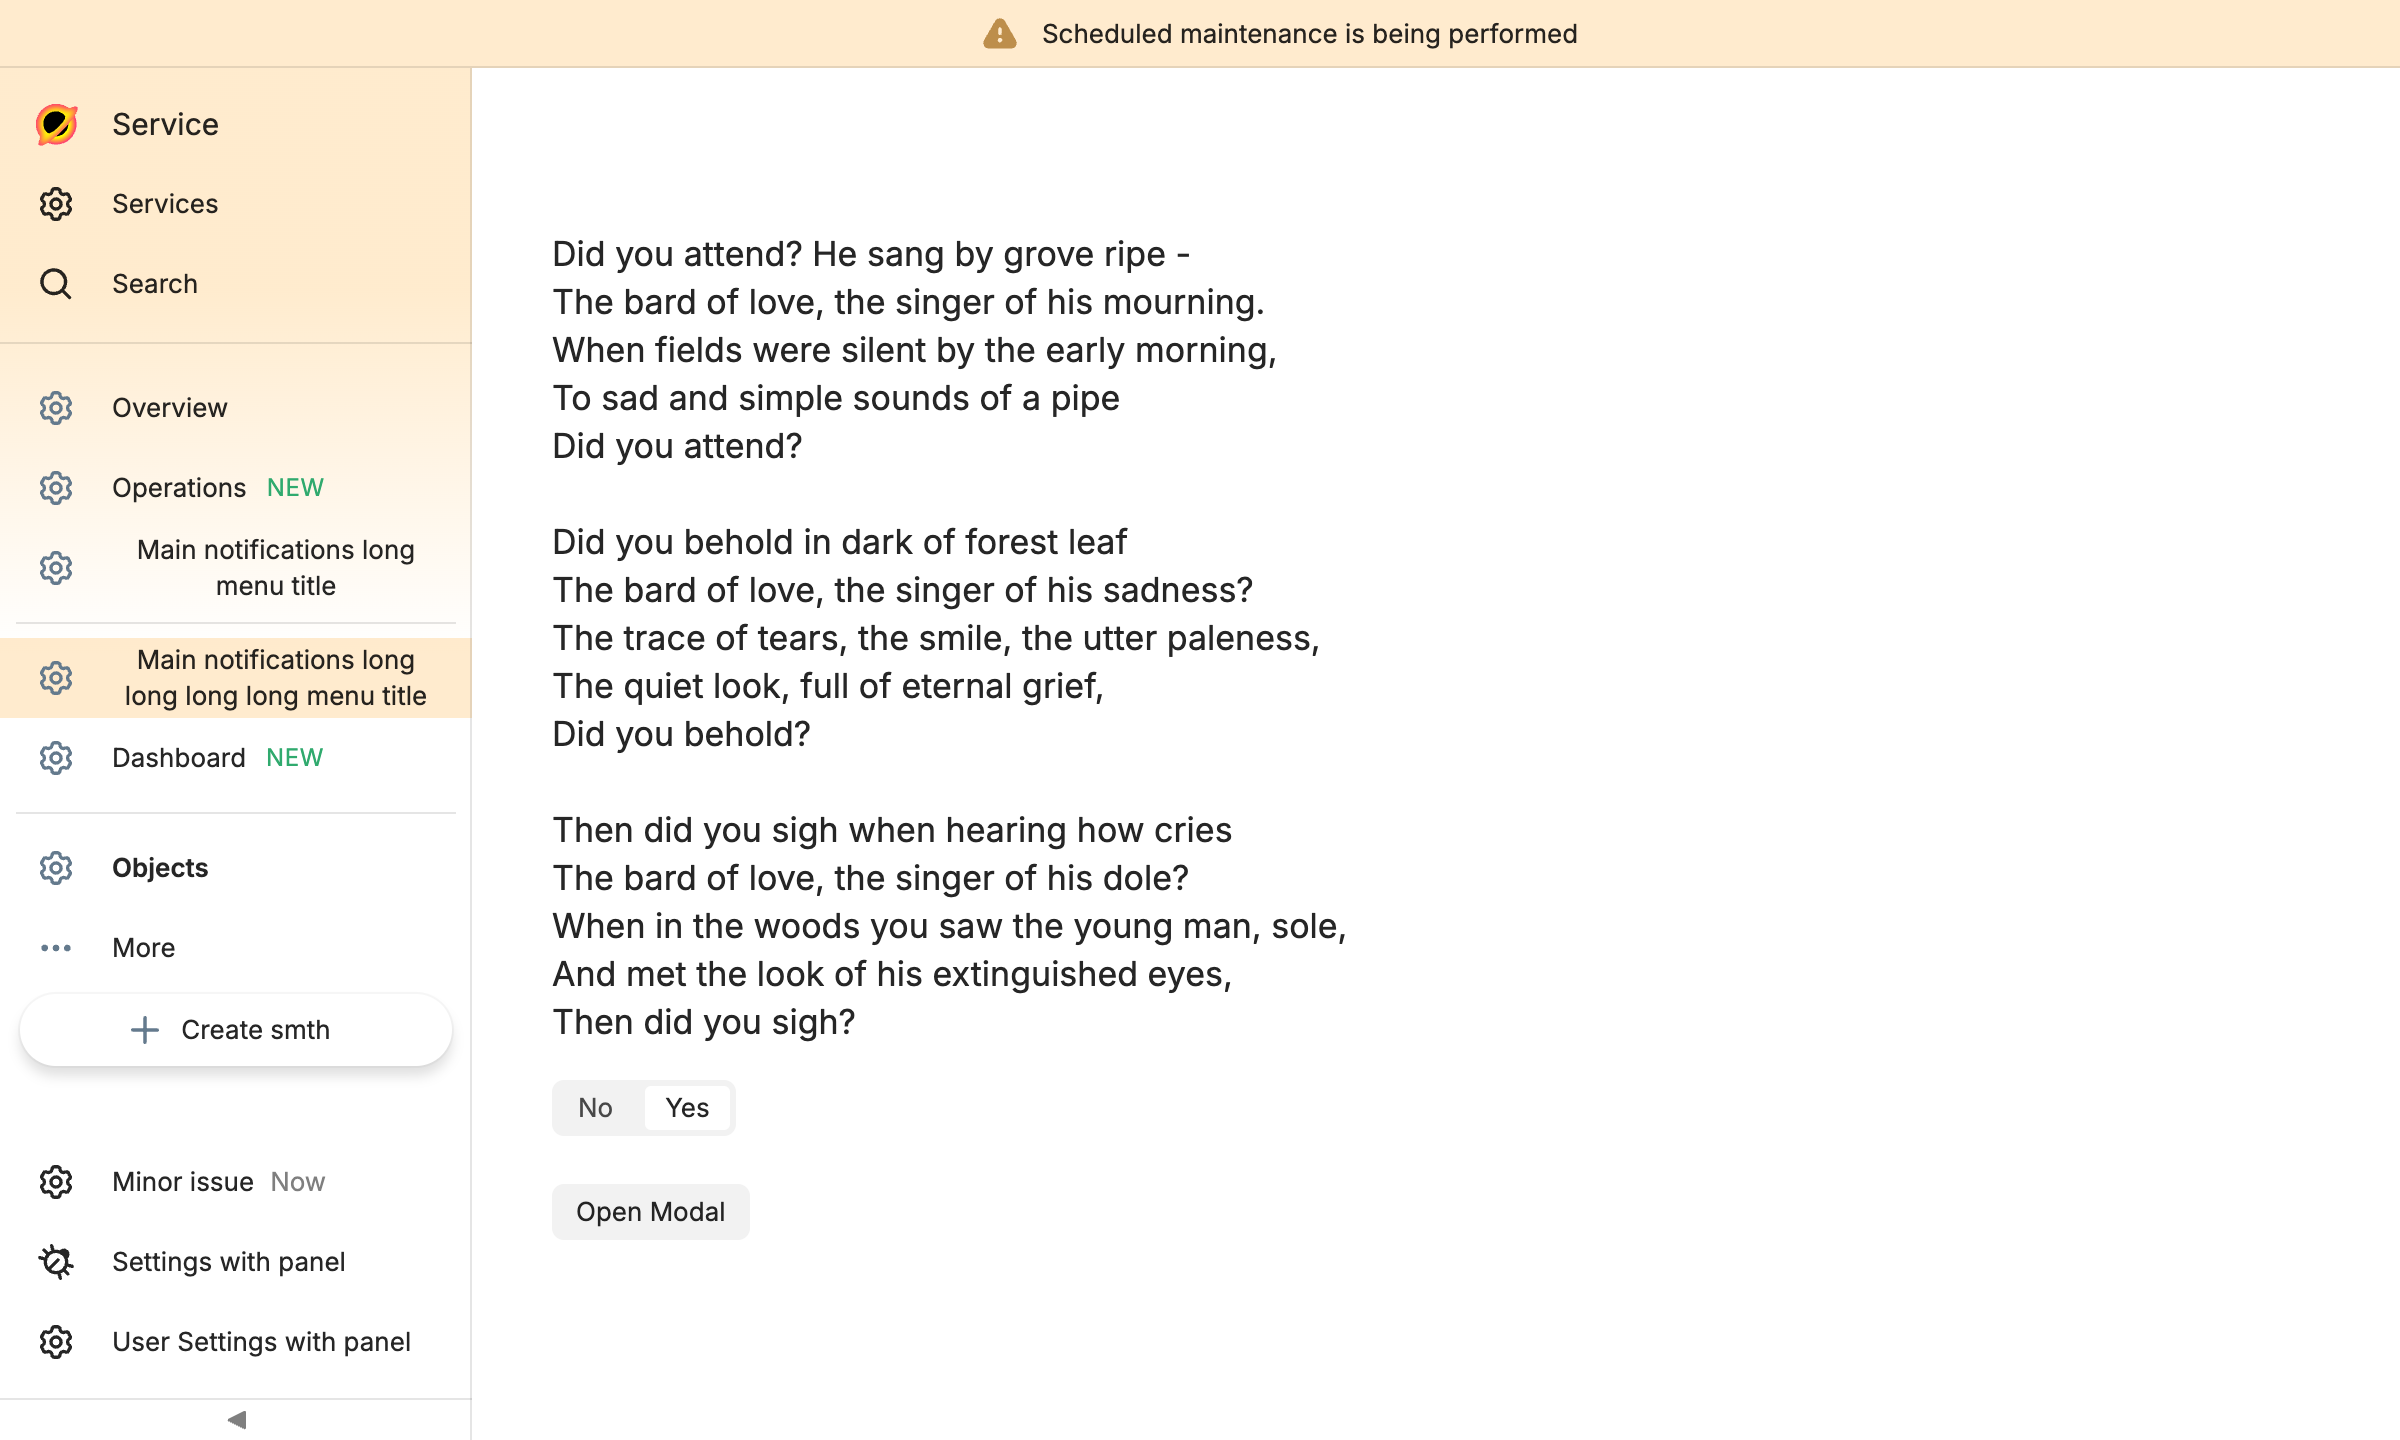 Scheduled maintenance is being performed
Service
Services
Search
Overview
Operations NEW
Main notifications long
menu title
Main notifications long
long long long menu title
Dashboard NEW
Objects
More
Create smth
Minor issue Now
Settings with panel
User Settings with panel
Did you attend? He sang by grove ripe -
The bard of love, the singer of his mourning.
When fields were silent by the early morning,
To sad and simple sounds of a pipe
Did you attend?
Did you behold in dark of forest leaf
The bard of love, the singer of his sadness?
The trace of tears, the smile, the utter paleness,
The quiet look, full of eternal grief,
Did you behold?
Then did you sigh when hearing how cries
The bard of love, the singer of his dole?
When in the woods you saw the young man, sole,
And met the look of his extinguished eyes,
Then did you sigh?
No Yes
Open Modal